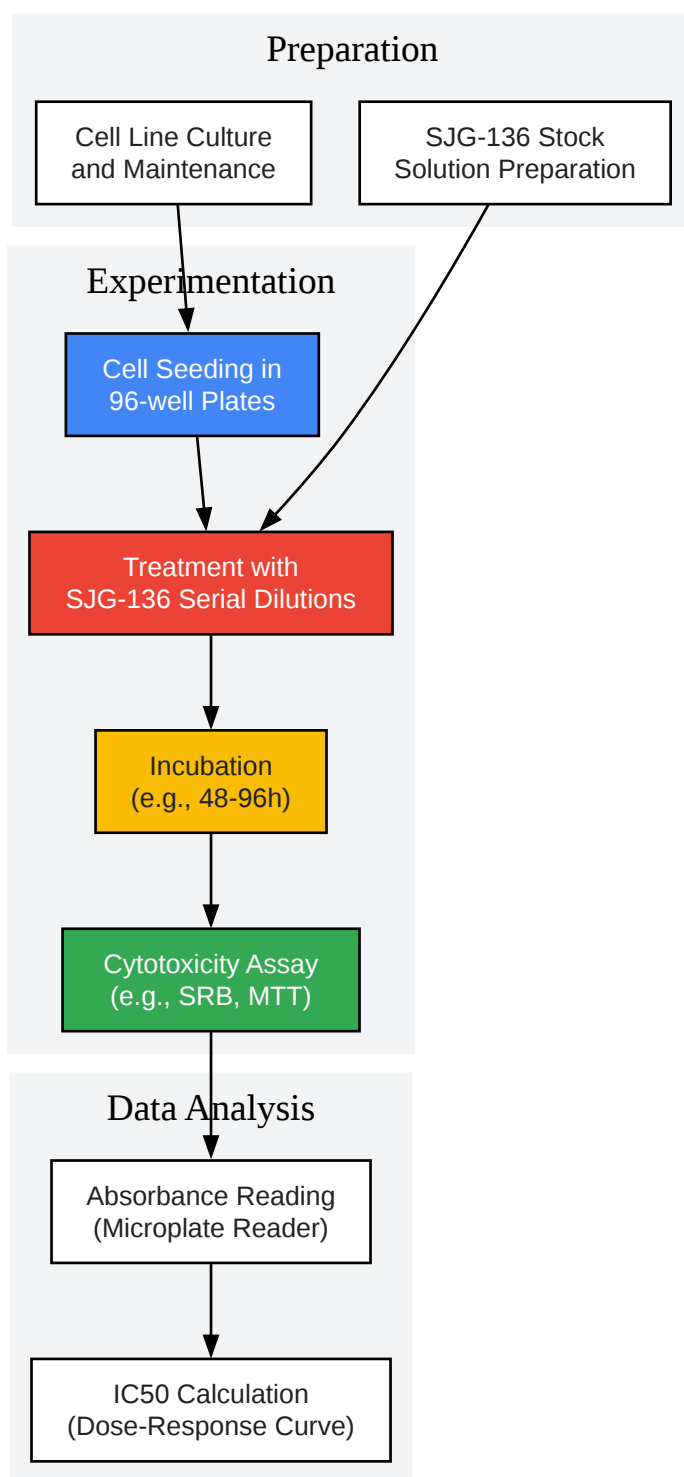 Preparation
Cell Line Culture
and Maintenance
SJG-136 Stock
Solution Preparation
Experimentation
Cell Seeding in
96-well Plates
Treatment with
SJG-136 Serial Dilutions
Incubation
(e.g., 48-96h)
Cytotoxicity Assay
(e.g., SRB, MTT)
Data Analysis
Absorbance Reading
(Microplate Reader)
IC50 Calculation
(Dose-Response Curve)